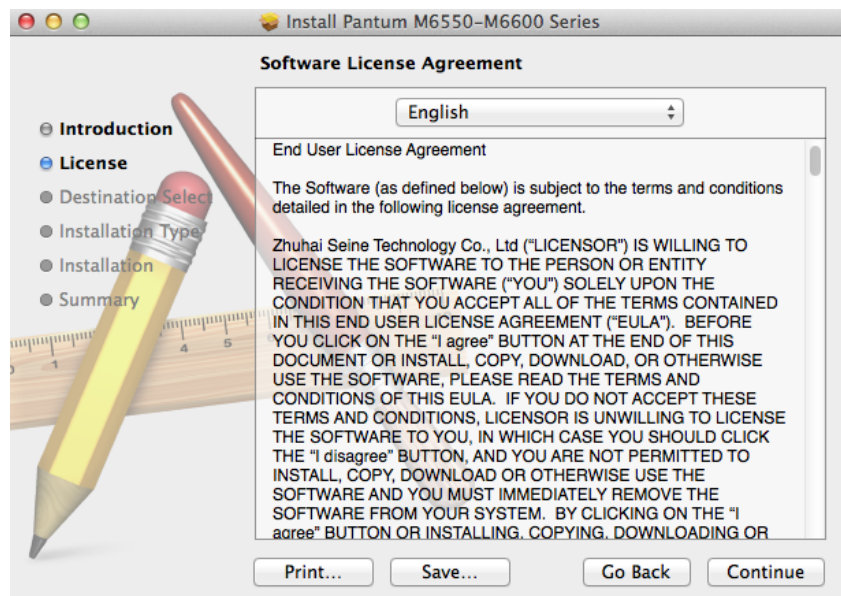 Install Pantum M6550-M6600 Series
Software License Agreement
Introduction
License
Destination Select
Installation Type
Installation
Summary
English
End User License Agreement
The Software (as defined below) is subject to the terms and conditions
detailed in the following license agreement.
Zhuhai Seine Technology Co., Ltd (“LICENSOR”) IS WILLING TO
LICENSE THE SOFTWARE TO THE PERSON OR ENTITY
RECEIVING THE SOFTWARE (“YOU”) SOLELY UPON THE
CONDITION THAT YOU ACCEPT ALL OF THE TERMS CONTAINED
IN THIS END USER LICENSE AGREEMENT (“EULA”).  BEFORE
YOU CLICK ON THE “I agree” BUTTON AT THE END OF THIS
DOCUMENT OR INSTALL, COPY, DOWNLOAD, OR OTHERWISE
USE THE SOFTWARE, PLEASE READ THE TERMS AND
CONDITIONS OF THIS EULA.  IF YOU DO NOT ACCEPT THESE
TERMS AND CONDITIONS, LICENSOR IS UNWILLING TO LICENSE
THE SOFTWARE TO YOU, IN WHICH CASE YOU SHOULD CLICK
THE “I disagree” BUTTON, AND YOU ARE NOT PERMITTED TO
INSTALL, COPY, DOWNLOAD OR OTHERWISE USE THE
SOFTWARE AND YOU MUST IMMEDIATELY REMOVE THE
SOFTWARE FROM YOUR SYSTEM.  BY CLICKING ON THE “I
agree” BUTTON OR INSTALLING, COPYING, DOWNLOADING OR
1 4 5
Print...
Save...
Go Back
Continue